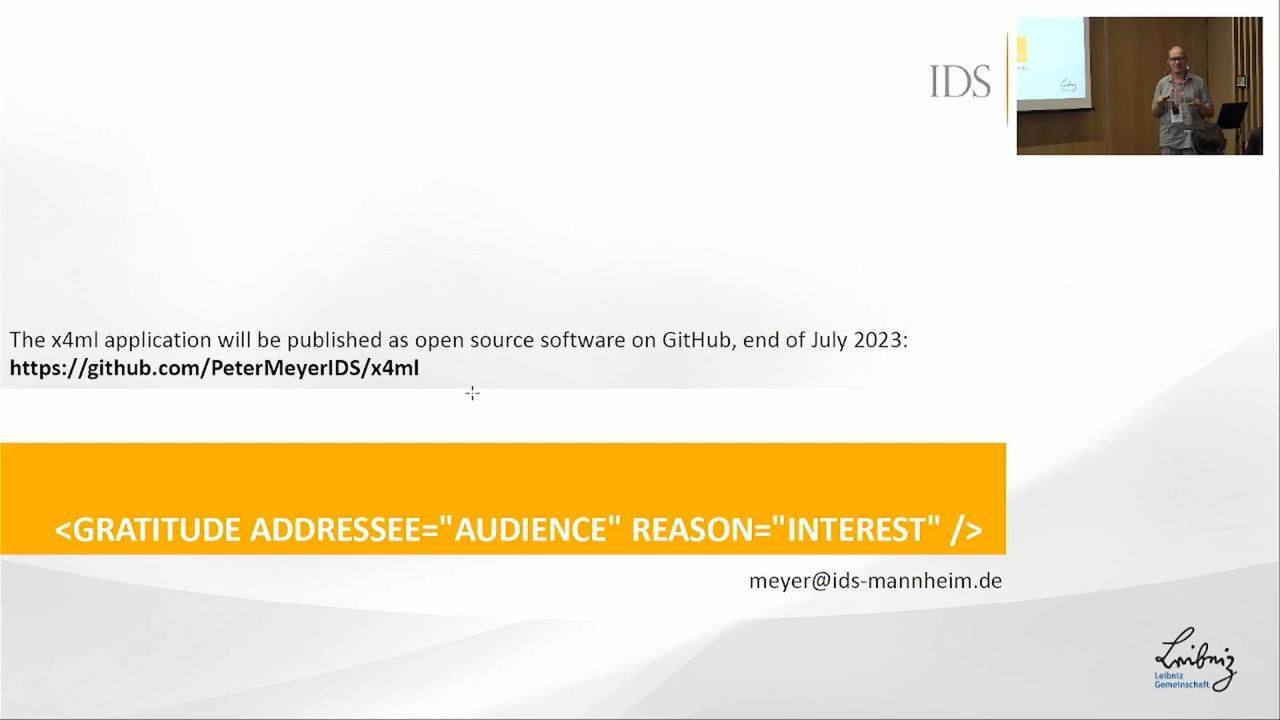 IDS
The x4ml application will be published as open source software on GitHub, end of July 2023:
https://github.com/PeterMeyerIDS/x4ml
<GRATITUDE ADDRESSEE="AUDIENCE" REASON="INTEREST" />
meyer@ids-mannheim.de
Leibniz
Leibniz
Gemeinschaft